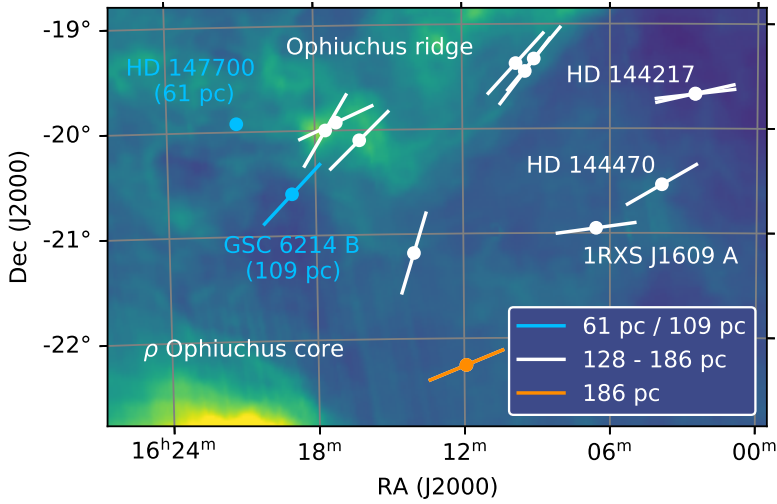 -19°
Ophiuchus ridge
HD 147700
(61 pc)
HD 144217
-20°
HD 144470
GSC 6214 B
(109 pc)
-21°
1RXS J1609 A
Dec (J2000)
61 pc / 109 pc
128 - 186 pc
186 pc
-22°
ρ Ophiuchus core
16ʰ24ᵐ
18ᵐ
12ᵐ
06ᵐ
00ᵐ
RA (J2000)